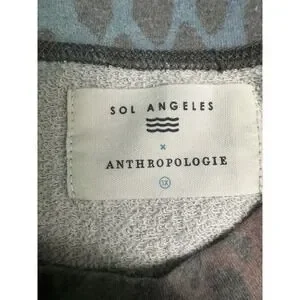 SOL ANGELES
x
ANTHROPOLOGIE
1X